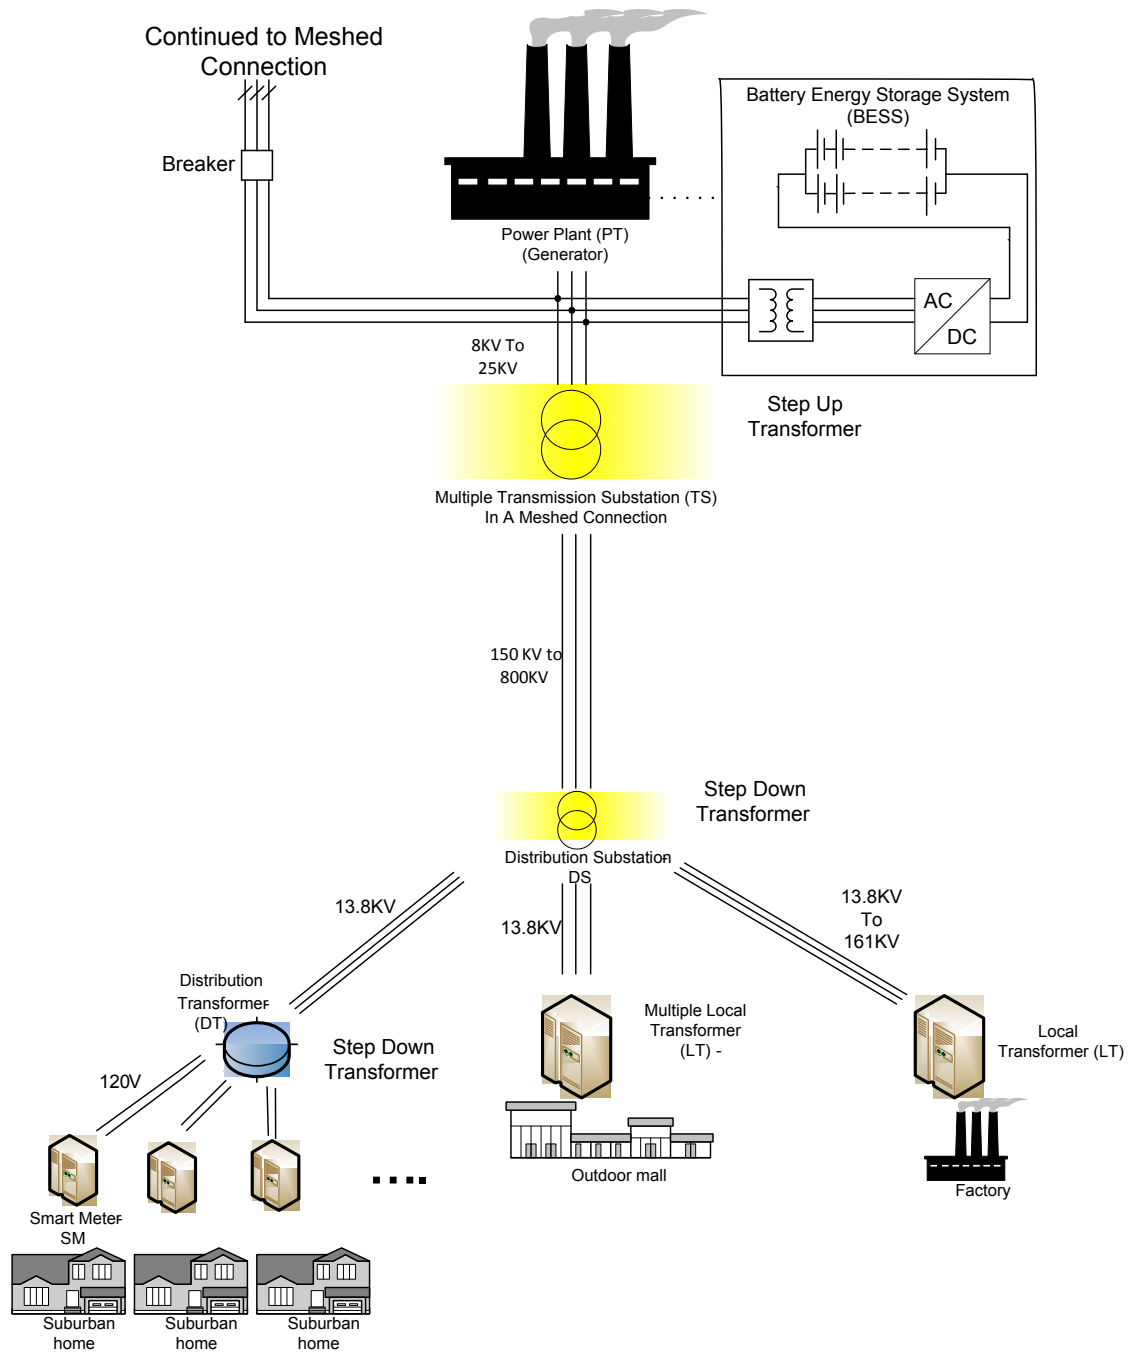 Continued to Meshed
Connection
Breaker
Battery Energy Storage System
(BESS)
Power Plant (PT)
(Generator)
AC
DC
8KV To
25KV
Step Up
Transformer
Multiple Transmission Substation (TS)
In A Meshed Connection
150 KV to
800KV
Step Down
Transformer
Distribution Substation-
DS
13.8KV
13.8KV
13.8KV
To
161KV
Distribution
Transformer-
(DT)
Step Down
Transformer
Multiple Local
Transformer
(LT) -
Local
Transformer (LT)
120V
Outdoor mall
Factory
Smart Meter-
SM
Suburban
home
Suburban
home
Suburban
home